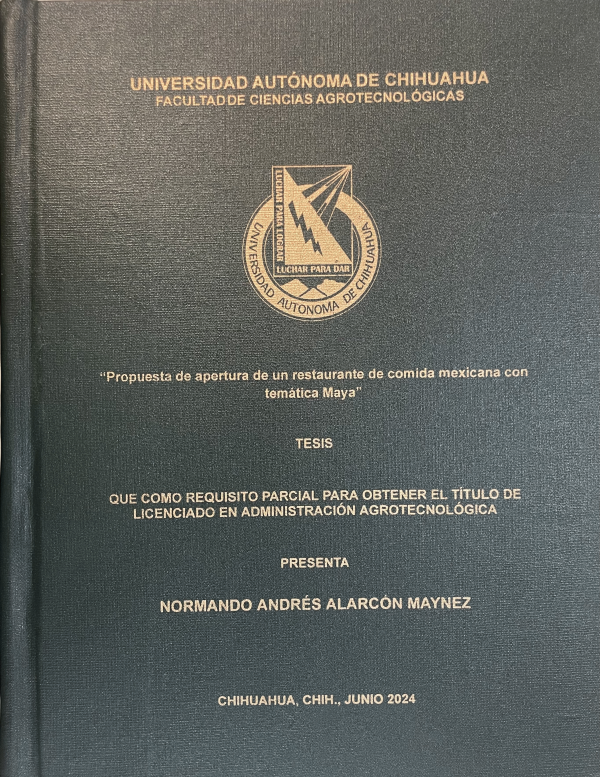 UNIVERSIDAD AUTÓNOMA DE CHIHUAHUA
FACULTAD DE CIENCIAS AGROTECNOLÓGICAS
LUCHAR PARA LOGRAR
LUCHAR PARA DAR
UNIVERSIDAD AUTONOMA DE CHIHUAHUA
“Propuesta de apertura de un restaurante de comida mexicana con
temática Maya”
TESIS
QUE COMO REQUISITO PARCIAL PARA OBTENER EL TÍTULO DE
LICENCIADO EN ADMINISTRACIÓN AGROTECNOLÓGICA
PRESENTA
NORMANDO ANDRÉS ALARCÓN MAYNEZ
CHIHUAHUA, CHIH., JUNIO 2024